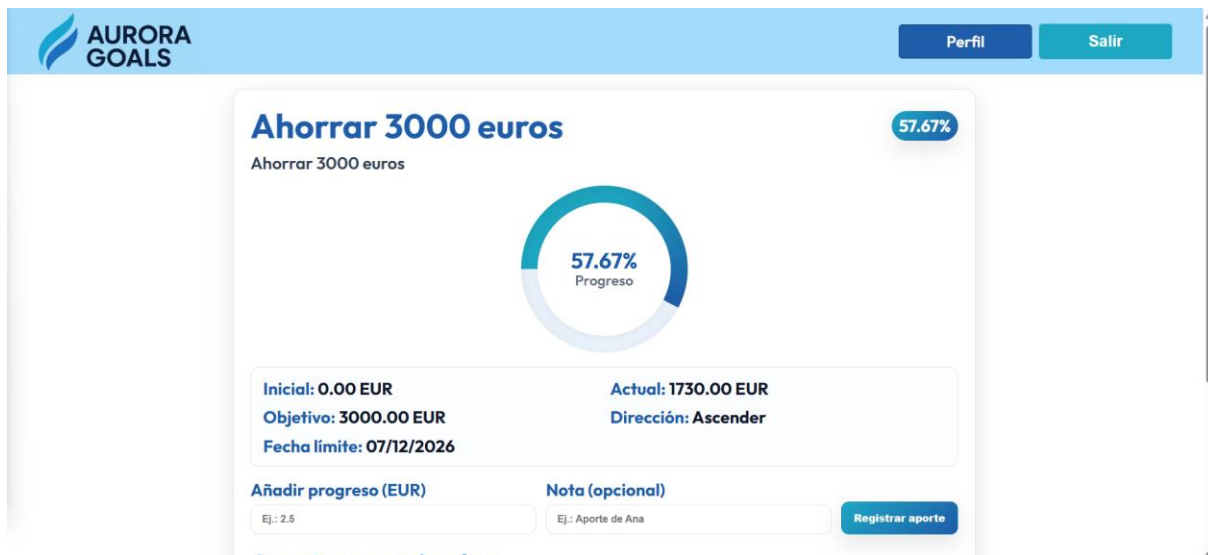 AURORA
GOALS
Perfil
Salir
Ahorrar 3000 euros
57.67%
Ahorrar 3000 euros
57.67%
Progreso
Inicial: 0.00 EUR
Actual: 1730.00 EUR
Objetivo: 3000.00 EUR
Dirección: Ascender
Fecha límite: 07/12/2026
Añadir progreso (EUR)
Nota (opcional)
Ej.: 2.5
Ej.: Aporte de Ana
Registrar aporte